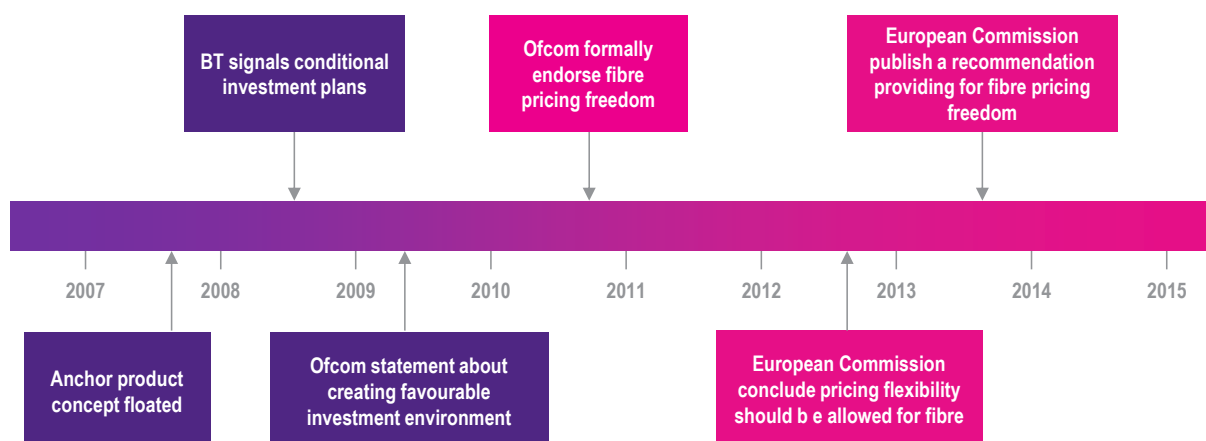 BT signals conditional
investment plans
Ofcom formally
endorse fibre
pricing freedom
European Commission
publish a recommendation
providing for fibre pricing
freedom
2007
2008
2009
2010
2011
2012
2013
2014
2015
Anchor product
concept floated
Ofcom statement about
creating favourable
investment environment
European Commission
conclude pricing flexibility
should b e allowed for fibre